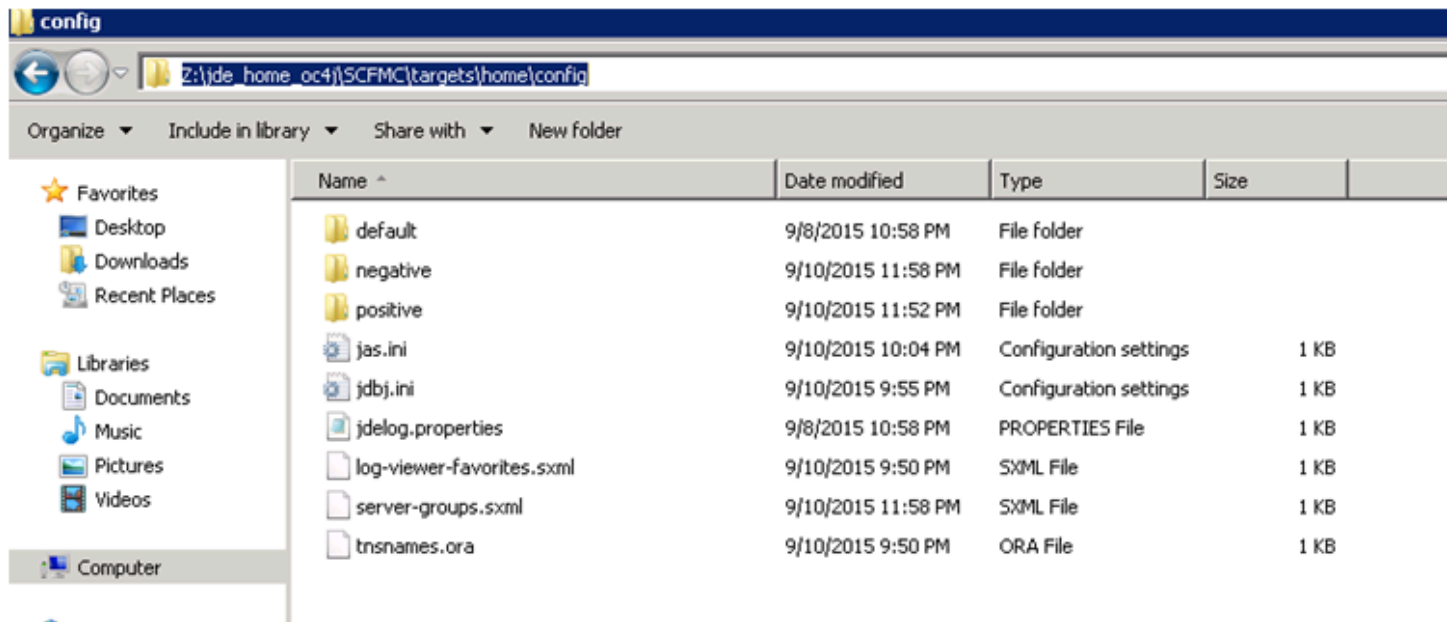 config
Z:\jde_home_oc4j\SCFMC\targets\home\config
Organize Include in library Share with New folder
Favorites
Desktop
Downloads
Recent Places
Libraries
Documents
Music
Pictures
Videos
Computer
Name Date modified Type Size
default 9/8/2015 10:58 PM File folder
negative 9/10/2015 11:58 PM File folder
positive 9/10/2015 11:52 PM File folder
jas.ini 9/10/2015 10:04 PM Configuration settings 1 KB
jdbj.ini 9/10/2015 9:55 PM Configuration settings 1 KB
jdelog.properties 9/8/2015 10:58 PM PROPERTIES File 1 KB
log-viewer-favorites.sxml 9/10/2015 9:50 PM SXML File 1 KB
server-groups.sxml 9/10/2015 11:58 PM SXML File 1 KB
tnsnames.ora 9/10/2015 9:50 PM ORA File 1 KB